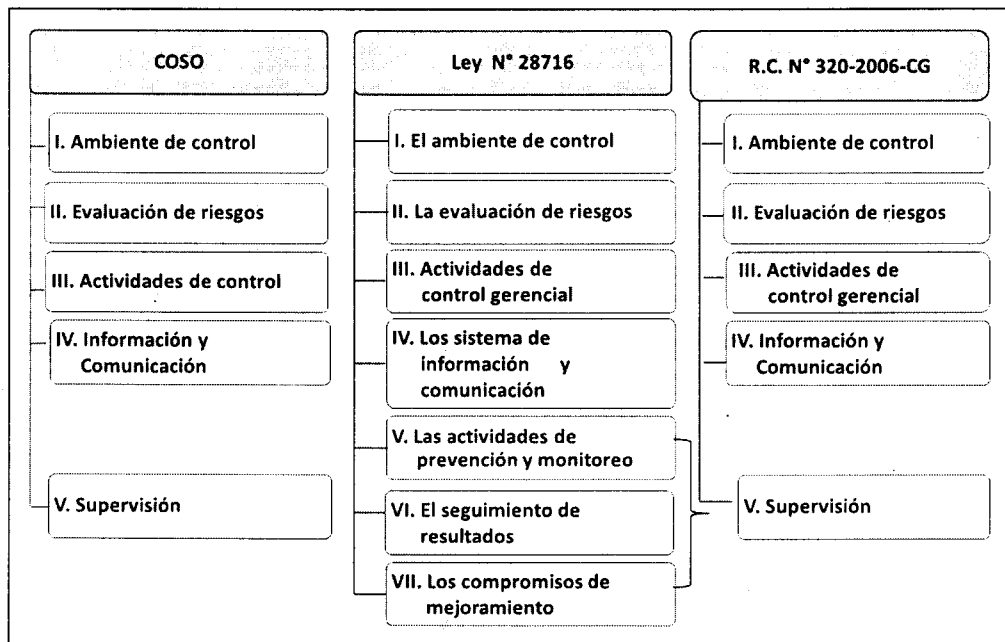 COSO
I. Ambiente de control
II. Evaluación de riesgos
III. Actividades de control
IV. Información y
Comunicación
V. Supervisión
Ley N° 28716
I. El ambiente de control
II. La evaluación de riesgos
III. Actividades de
control gerencial
IV. Los sistema de
información y
comunicación
V. Las actividades de
prevención y monitoreo
VI. El seguimiento de
resultados
VII. Los compromisos de
mejoramiento
R.C. N° 320-2006-CG
I. Ambiente de control
II. Evaluación de riesgos
III. Actividades de
control gerencial
IV. Información y
Comunicación
V. Supervisión